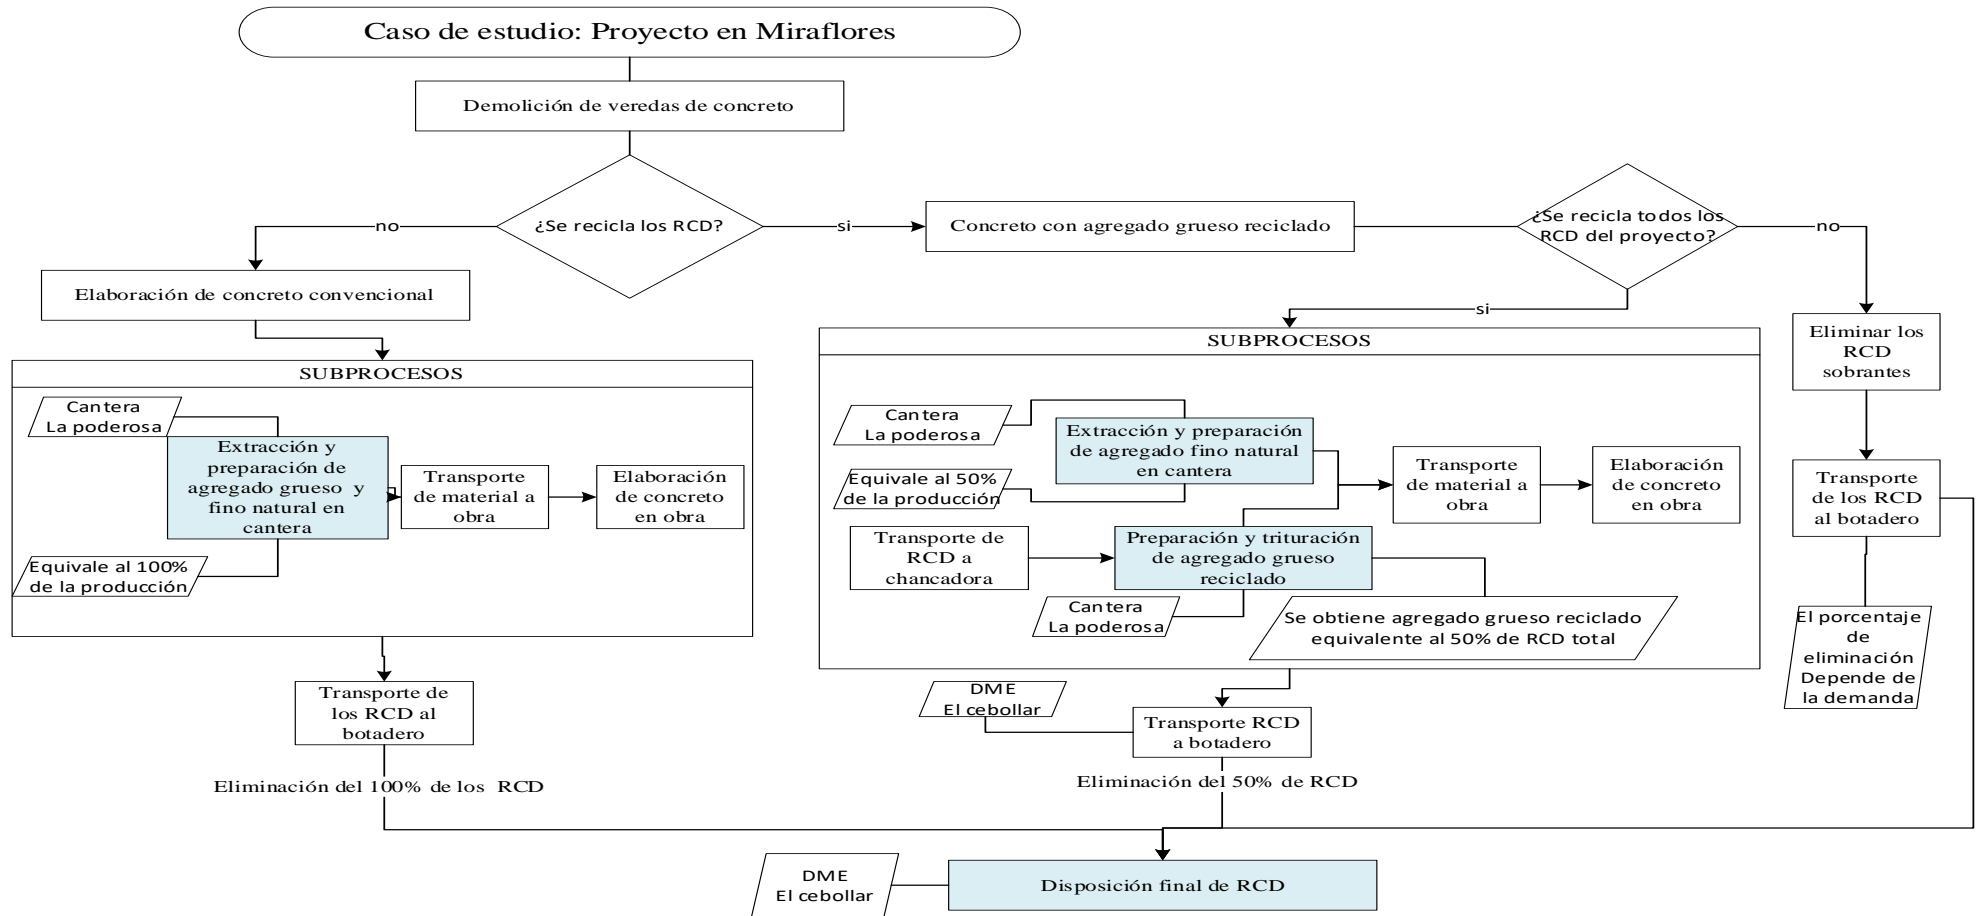 Caso de estudio: Proyecto en Miraflores
Demolición de veredas de concreto
¿Se recicla los RCD?
no
si
Concreto con agregado grueso reciclado
¿Se recicla todos los
RCD del proyecto?
no
si
Elaboración de concreto convencional
SUBPROCESOS
Cantera
La poderosa
Extracción y
preparación de
agregado grueso y
fino natural en
cantera
Equivale al 100%
de la producción
Transporte
de material a
obra
Elaboración
de concreto
en obra
Transporte de
los RCD al
botadero
Eliminación del 100% de los RCD
SUBPROCESOS
Cantera
La poderosa
Extracción y preparación
de agregado fino natural
en cantera
Equivale al 50%
de la producción
Transporte de
RCD a
chancadora
Preparación y trituración
de agregado grueso
reciclado
Cantera
La poderosa
Se obtiene agregado grueso reciclado
equivalente al 50% de RCD total
Transporte
de material a
obra
Elaboración
de concreto
en obra
DME
El cebollar
Transporte RCD
a botadero
Eliminación del 50% de RCD
Eliminar los
RCD
sobrantes
Transporte
de los RCD
al botadero
El porcentaje
de
eliminación
Depende de
la demanda
DME
El cebollar
Disposición final de RCD